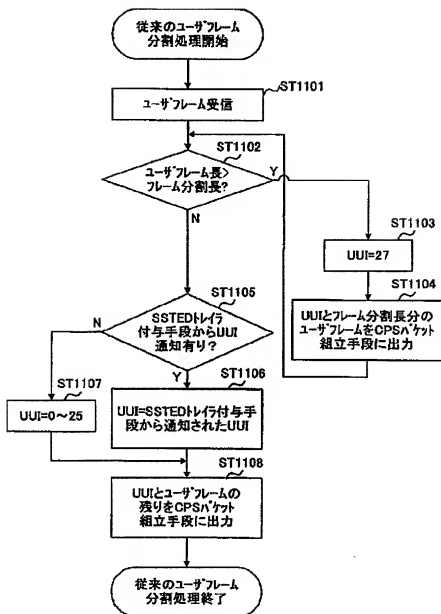 従来のユーザフレーム
分割処理開始
ST1101
ユーザフレーム受信
ST1102
ユーザフレーム長>
フレーム分割長?
Y
N
ST1103
UUI=27
ST1104
UUIとフレーム分割長分の
ユーザフレームをCPSパケット
組立手段に出力
ST1105
SSTEDトレイラ
付与手段からUUI
通知有り?
N
Y
ST1107
UUI=0~25
ST1106
UUI=SSTEDトレイラ付与手
段から通知されたUUI
ST1108
UUIとユーザフレームの
残りをCPSパケット
組立手段に出力
従来のユーザフレーム
分割処理終了